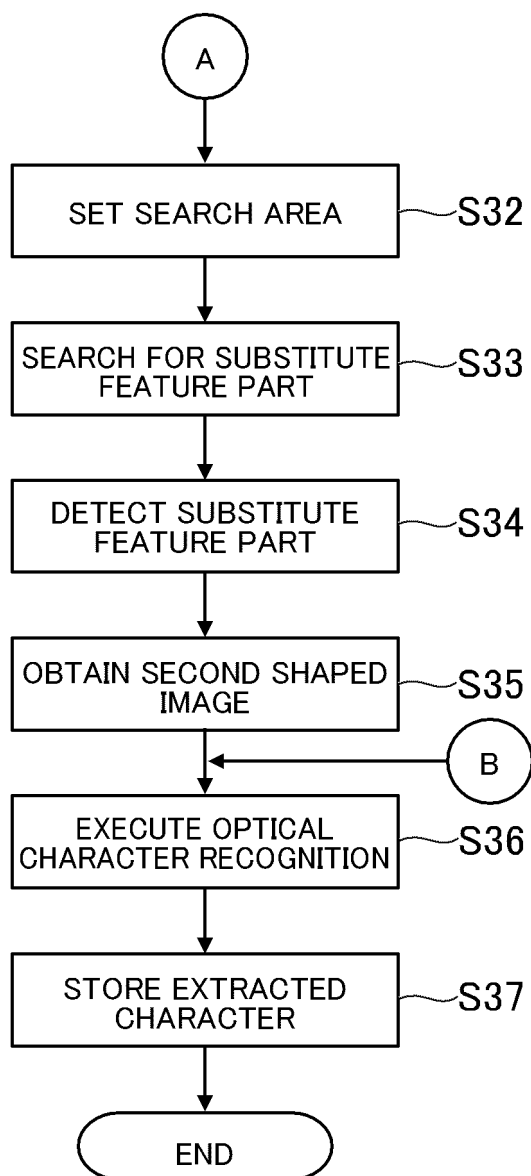 A
SET SEARCH AREA
S32
SEARCH FOR SUBSTITUTE
FEATURE PART
S33
DETECT SUBSTITUTE
FEATURE PART
S34
OBTAIN SECOND SHAPED
IMAGE
S35
B
EXECUTE OPTICAL
CHARACTER RECOGNITION
S36
STORE EXTRACTED
CHARACTER
S37
END